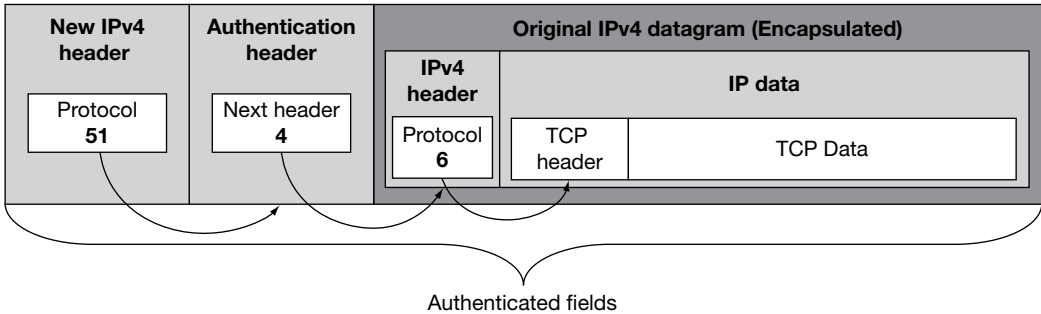 New IPv4
header
Authentication
header
Original IPv4 datagram (Encapsulated)
IPv4
header
IP data
Protocol
51
Next header
4
Protocol
6
TCP
header
TCP Data
Authenticated fields